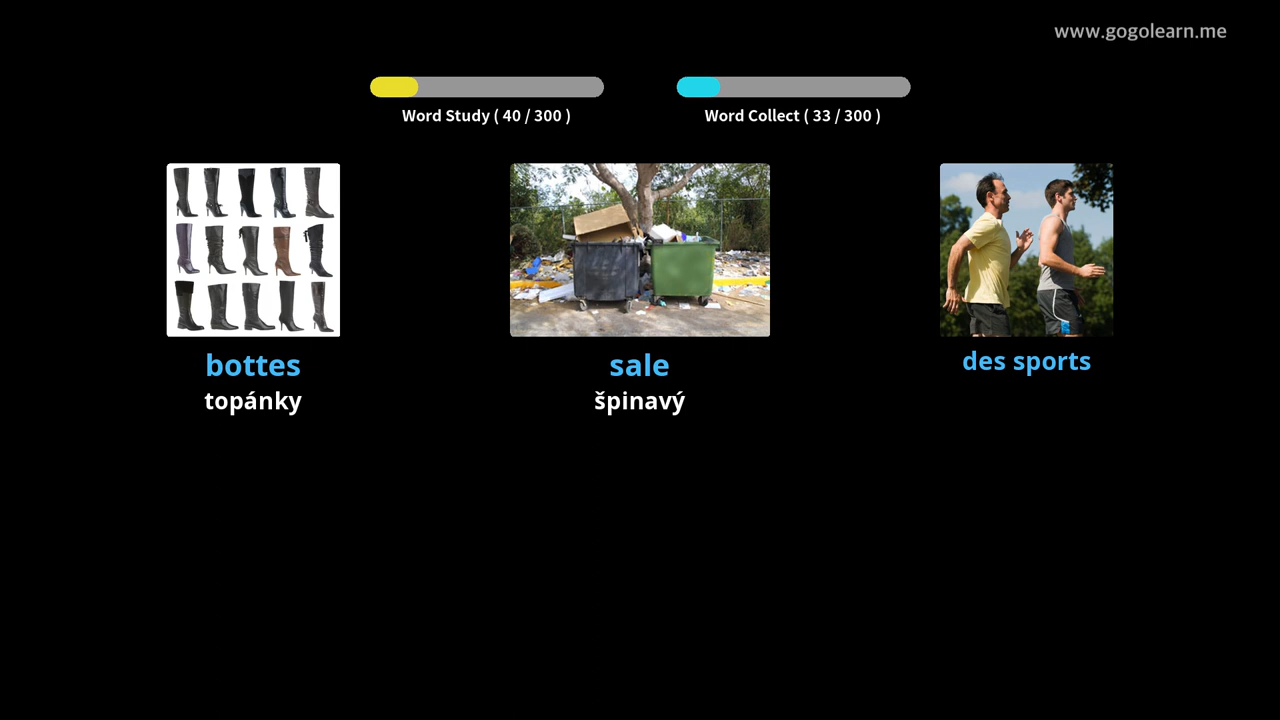 www.gogolearn.me
Word Study ( 40 / 300 )
Word Collect ( 33 / 300 )
bottes
topánky
sale
špinavý
des sports